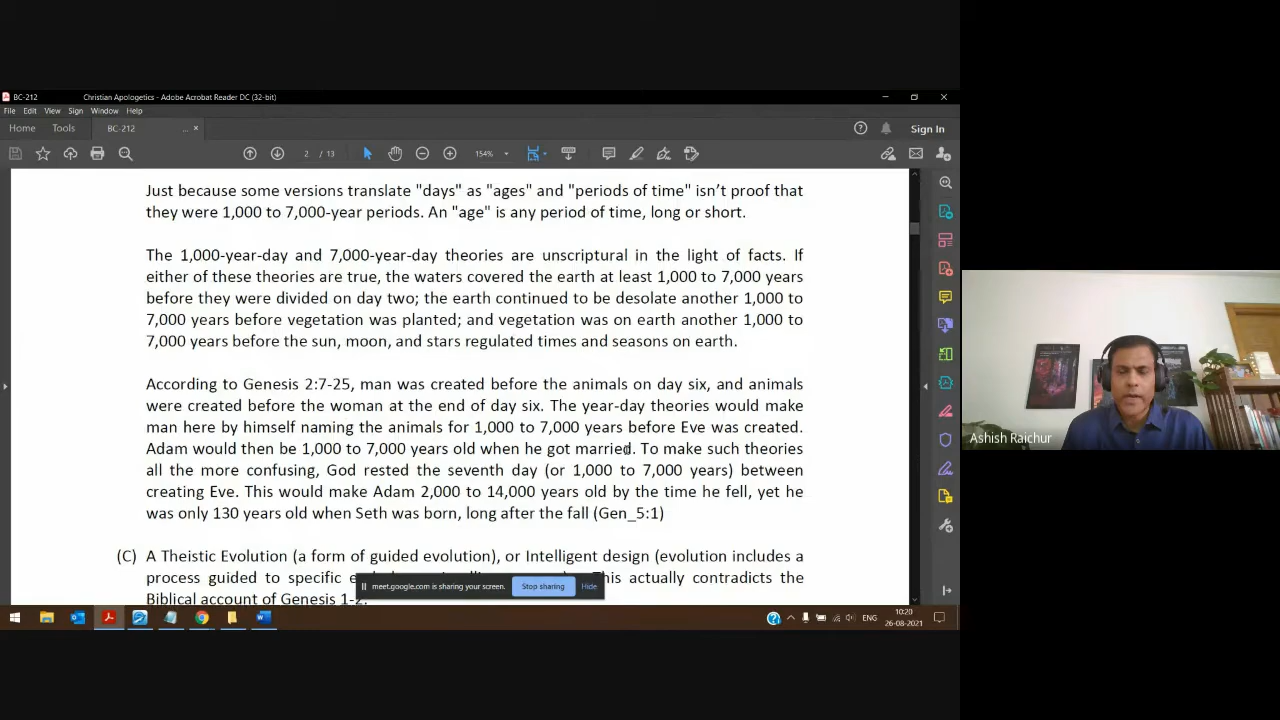 BC-212 Christian Apologetics - Adobe Acrobat Reader DC (32-bit)
File Edit View Sign Window Help
Home Tools BC-212 ... × Sign In
2 / 13 154%
Just because some versions translate "days" as "ages" and "periods of time" isn’t proof that
they were 1,000 to 7,000-year periods. An "age" is any period of time, long or short.
The 1,000-year-day and 7,000-year-day theories are unscriptural in the light of facts. If
either of these theories are true, the waters covered the earth at least 1,000 to 7,000 years
before they were divided on day two; the earth continued to be desolate another 1,000 to
7,000 years before vegetation was planted; and vegetation was on earth another 1,000 to
7,000 years before the sun, moon, and stars regulated times and seasons on earth.
According to Genesis 2:7-25, man was created before the animals on day six, and animals
were created before the woman at the end of day six. The year-day theories would make
man here by himself naming the animals for 1,000 to 7,000 years before Eve was created.
Adam would then be 1,000 to 7,000 years old when he got married. To make such theories
all the more confusing, God rested the seventh day (or 1,000 to 7,000 years) between
creating Eve. This would make Adam 2,000 to 14,000 years old by the time he fell, yet he
was only 130 years old when Seth was born, long after the fall (Gen_5:1)
(C) A Theistic Evolution (a form of guided evolution), or Intelligent design (evolution includes a
process guided to specific This actually contradicts the
Biblical account of Genesis 1-2.
meet.google.com is sharing your screen. Stop sharing Hide
ENG 10:20
26-08-2021
Ashish Raichur